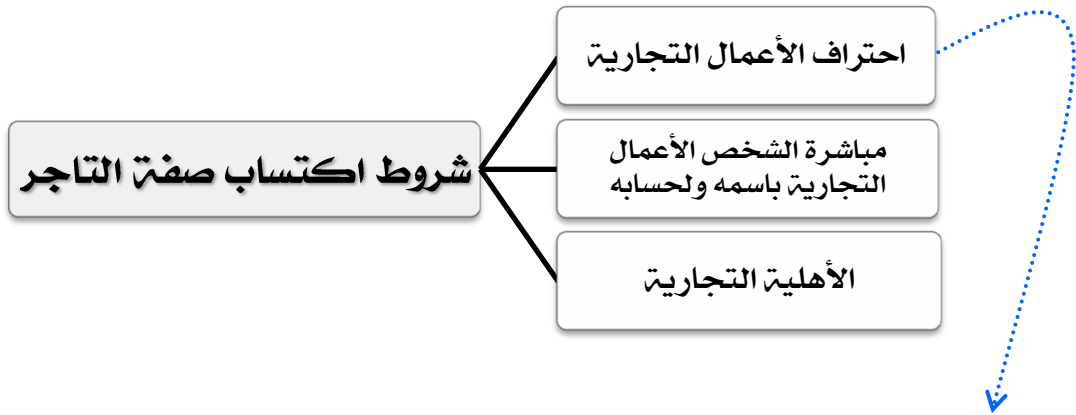 شروط اكتساب صفة التاجر
احتراف الأعمال التجارية
مباشرة الشخص الأعمال
التجارية باسمه ولحسابه
الأهلية التجارية